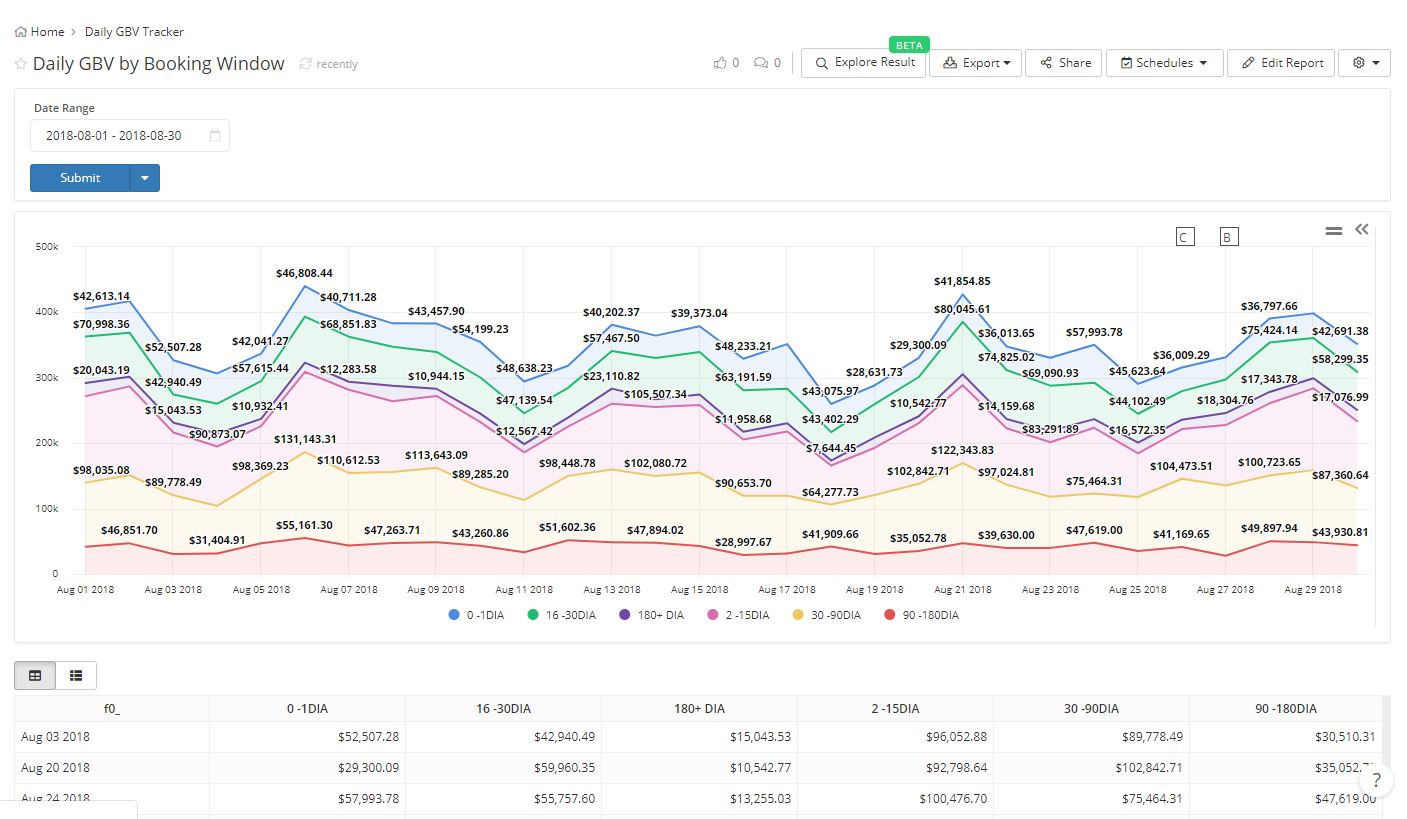 Home > Daily GBV Tracker
Daily GBV by Booking Window recently 0 0 Explore Result BETA Export Share Schedules Edit Report
Date Range
2018-08-01 - 2018-08-30
Submit
C B
500k
400k
300k
200k
100k
0
$42,613.14 $52,507.28 $42,041.27 $46,808.44 $40,711.28 $43,457.90 $54,199.23 $48,638.23 $40,202.37 $39,373.04 $48,233.21 $43,075.97 $28,631.73 $29,300.09 $41,854.85 $36,013.65 $57,993.78 $45,623.64 $36,009.29 $36,797.66 $42,691.38
$70,998.36 $42,940.49 $57,615.44 $68,851.83 $47,139.54 $57,467.50 $63,191.59 $43,402.29 $80,045.61 $74,825.02 $69,090.93 $44,102.49 $75,424.14 $58,299.35
$20,043.19 $15,043.53 $10,932.41 $12,283.58 $10,944.15 $12,567.42 $23,110.82 $11,958.68 $7,644.45 $10,542.77 $14,159.68 $16,572.35 $18,304.76 $17,343.78 $17,076.99
$90,873.07 $105,507.34 $83,291.89
$98,035.08 $89,778.49 $98,369.23 $131,143.31 $110,612.53 $113,643.09 $89,285.20 $98,448.78 $102,080.72 $90,653.70 $64,277.73 $102,842.71 $122,343.83 $97,024.81 $75,464.31 $104,473.51 $100,723.65 $87,360.64
$46,851.70 $31,404.91 $55,161.30 $47,263.71 $43,260.86 $51,602.36 $47,894.02 $28,997.67 $41,909.66 $35,052.78 $39,630.00 $47,619.00 $41,169.65 $49,897.94 $43,930.81
Aug 01 2018 Aug 03 2018 Aug 05 2018 Aug 07 2018 Aug 09 2018 Aug 11 2018 Aug 13 2018 Aug 15 2018 Aug 17 2018 Aug 19 2018 Aug 21 2018 Aug 23 2018 Aug 25 2018 Aug 27 2018 Aug 29 2018
0 -1DIA 16 -30DIA 180+ DIA 2 -15DIA 30 -90DIA 90 -180DIA
f0_ 0 -1DIA 16 -30DIA 180+ DIA 2 -15DIA 30 -90DIA 90 -180DIA
Aug 03 2018 $52,507.28 $42,940.49 $15,043.53 $96,052.88 $89,778.49 $30,510.31
Aug 20 2018 $29,300.09 $59,960.35 $10,542.77 $92,798.64 $102,842.71 $35,052.7
Aug 24 2018 $57,993.78 $55,757.60 $13,255.03 $100,476.70 $75,464.31 $47,619.00
?